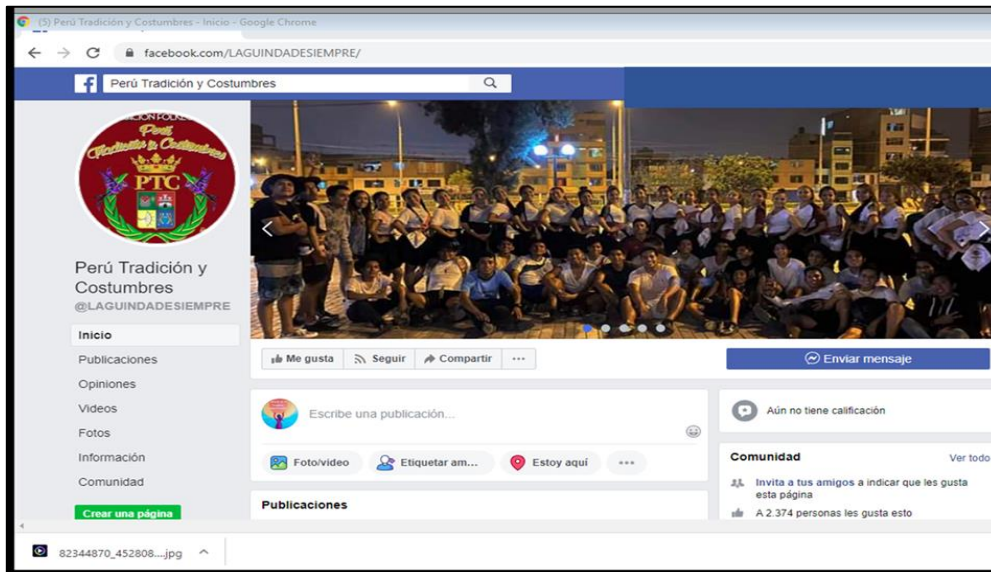 (5) Perú Tradición y Costumbres - Inicio - Google Chrome
facebook.com/LAGUINDADESIEMPRE/
f Perú Tradición y Costumbres
Perú
Tradición y Costumbres
PTC
Perú Tradición y
Costumbres
@LAGUINDADESIEMPRE
Inicio
Publicaciones
Opiniones
Videos
Fotos
Información
Comunidad
Crear una página
Me gusta Seguir Compartir ...
Enviar mensaje
Escribe una publicación...
Foto/video Etiquetar am... Estoy aquí ...
Publicaciones
Aún no tiene calificación
Comunidad Ver todo
Invita a tus amigos a indicar que les gusta
esta página
A 2.374 personas les gusta esto
82344870_452808....jpg